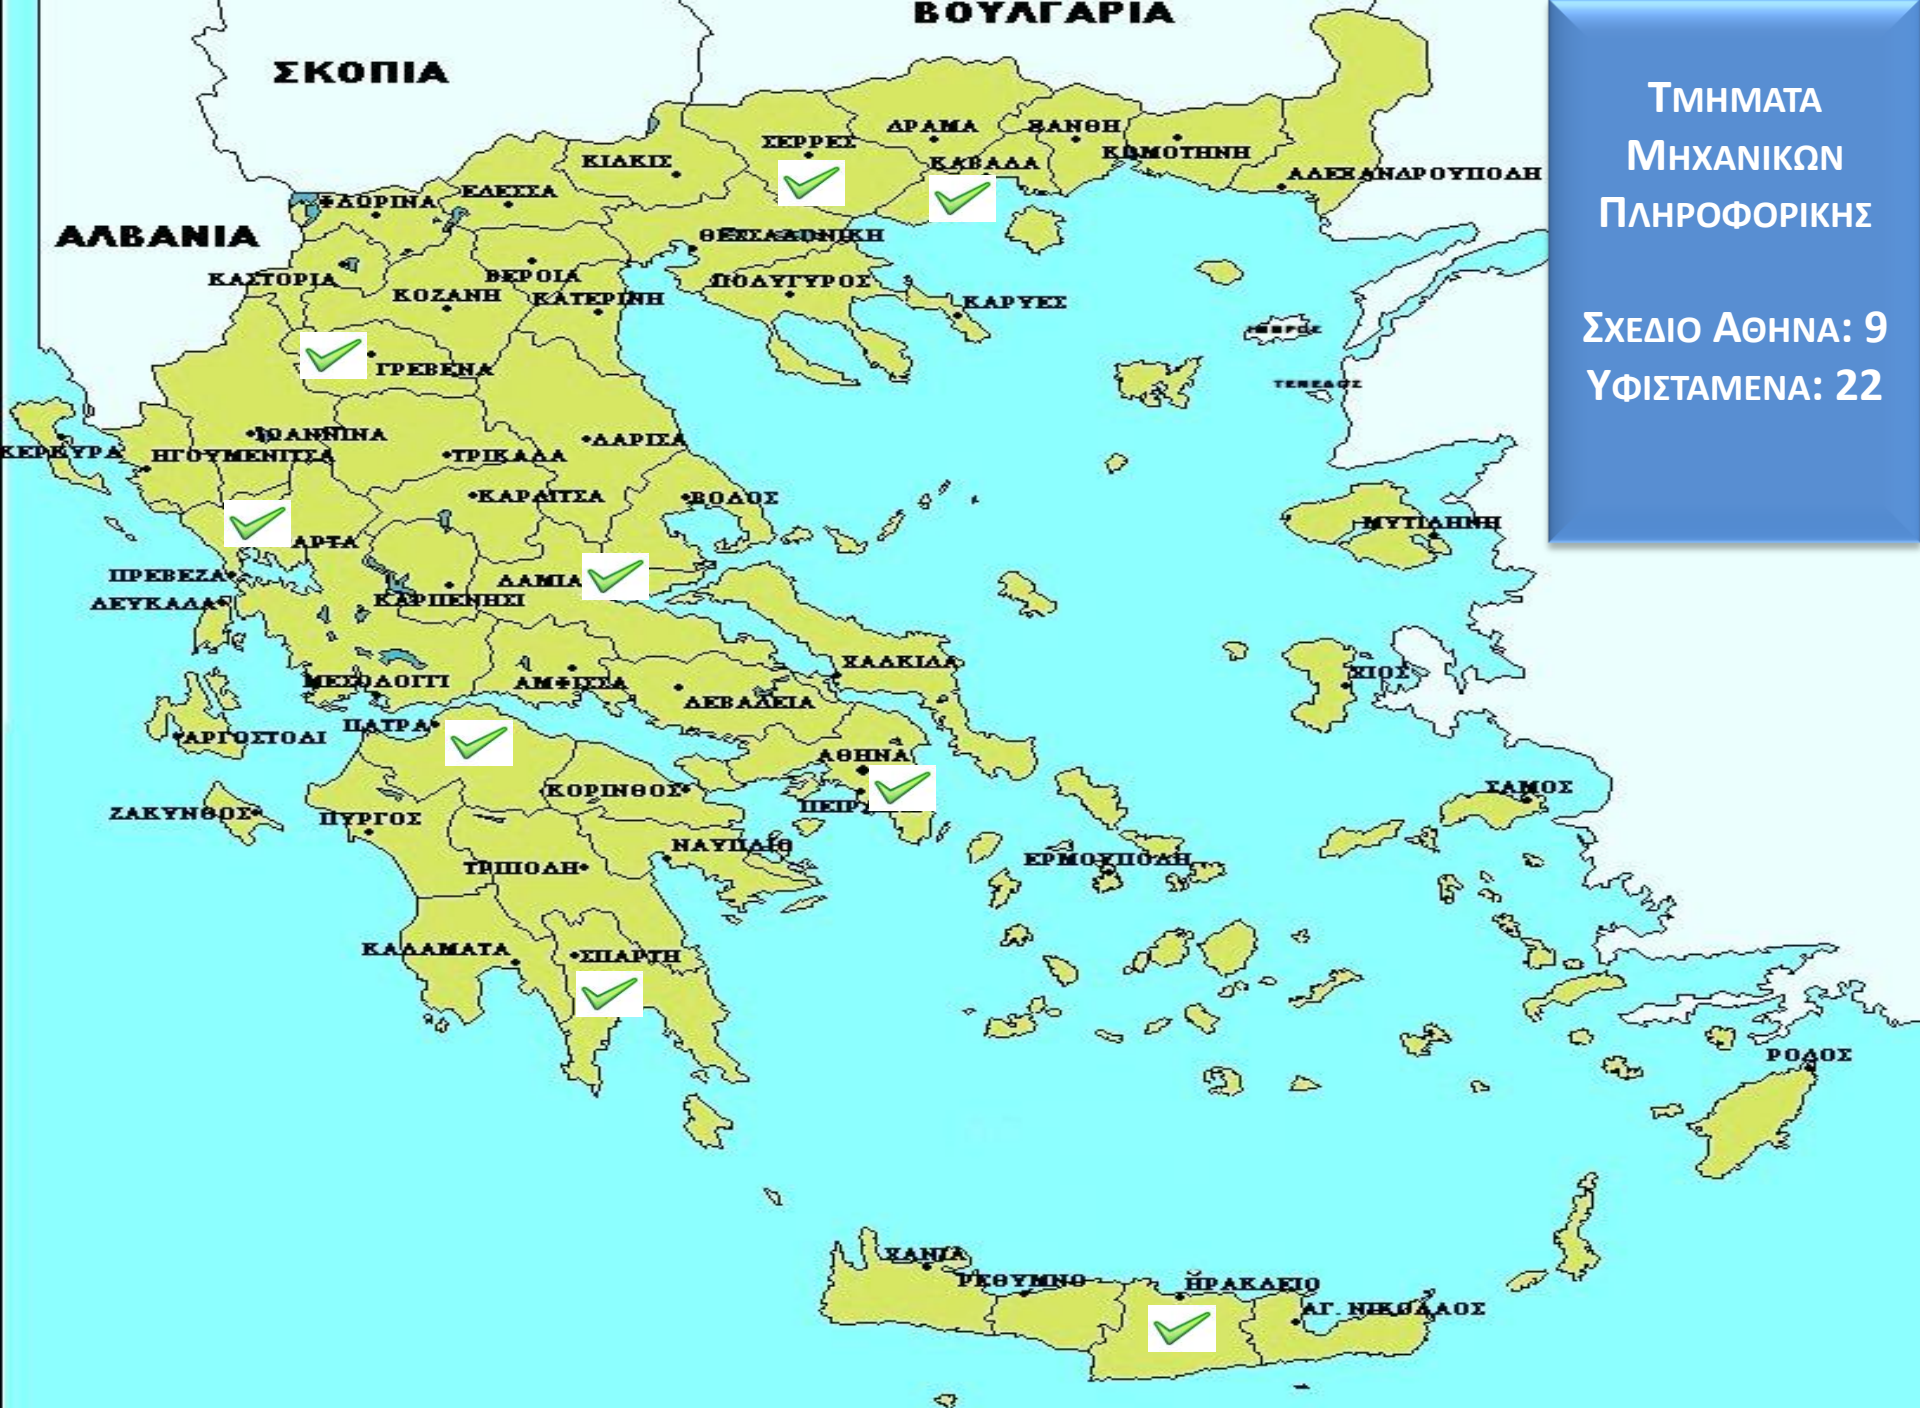 ΒΟΥΛΓΑΡΙΑ
ΣΚΟΠΙΑ
ΑΛΒΑΝΙΑ
ΤΜΗΜΑΤΑ
ΜΗΧΑΝΙΚΩΝ
ΠΛΗΡΟΦΟΡΙΚΗΣ
ΣΧΕΔΙΟ ΑΘΗΝΑ: 9
ΥΦΙΣΤΑΜΕΝΑ: 22
ΔΡΑΜΑ
ΞΑΝΘΗ
ΣΕΡΡΕΣ
ΚΟΜΟΤΗΝΗ
ΚΙΛΚΙΣ
ΚΑΒΑΛΑ
ΑΛΕΞΑΝΔΡΟΥΠΟΛΗ
ΕΔΕΣΣΑ
ΦΛΩΡΙΝΑ
ΘΕΣΣΑΛΟΝΙΚΗ
ΚΑΣΤΟΡΙΑ
ΒΕΡΟΙΑ
ΠΟΛΥΓΥΡΟΣ
ΚΟΖΑΝΗ
ΚΑΤΕΡΙΝΗ
ΚΑΡΥΕΣ
ΙΜΒΡΟΣ
ΓΡΕΒΕΝΑ
ΤΕΝΕΔΟΣ
ΙΩΑΝΝΙΝΑ
ΛΑΡΙΣΑ
ΚΕΡΚΥΡΑ
ΗΓΟΥΜΕΝΙΤΣΑ
ΤΡΙΚΑΛΑ
ΚΑΡΔΙΤΣΑ
ΒΟΛΟΣ
ΜΥΤΙΛΗΝΗ
ΑΡΤΑ
ΠΡΕΒΕΖΑ
ΛΑΜΙΑ
ΛΕΥΚΑΔΑ
ΚΑΡΠΕΝΗΣΙ
ΧΑΛΚΙΔΑ
ΧΙΟΣ
ΜΕΣΟΛΟΓΓΙ
ΑΜΦΙΣΣΑ
ΛΕΒΑΔΕΙΑ
ΠΑΤΡΑ
ΑΡΓΟΣΤΟΛΙ
ΑΘΗΝΑ
ΚΟΡΙΝΘΟΣ
ΣΑΜΟΣ
ΠΕΙΡ
ΖΑΚΥΝΘΟΣ
ΠΥΡΓΟΣ
ΝΑΥΠΛΙΟ
ΕΡΜΟΥΠΟΛΗ
ΤΡΙΠΟΛΗ
ΚΑΛΑΜΑΤΑ
ΣΠΑΡΤΗ
ΡΟΔΟΣ
ΧΑΝΙΑ
ΡΕΘΥΜΝΟ
ΗΡΑΚΛΕΙΟ
ΑΓ. ΝΙΚΟΛΑΟΣ